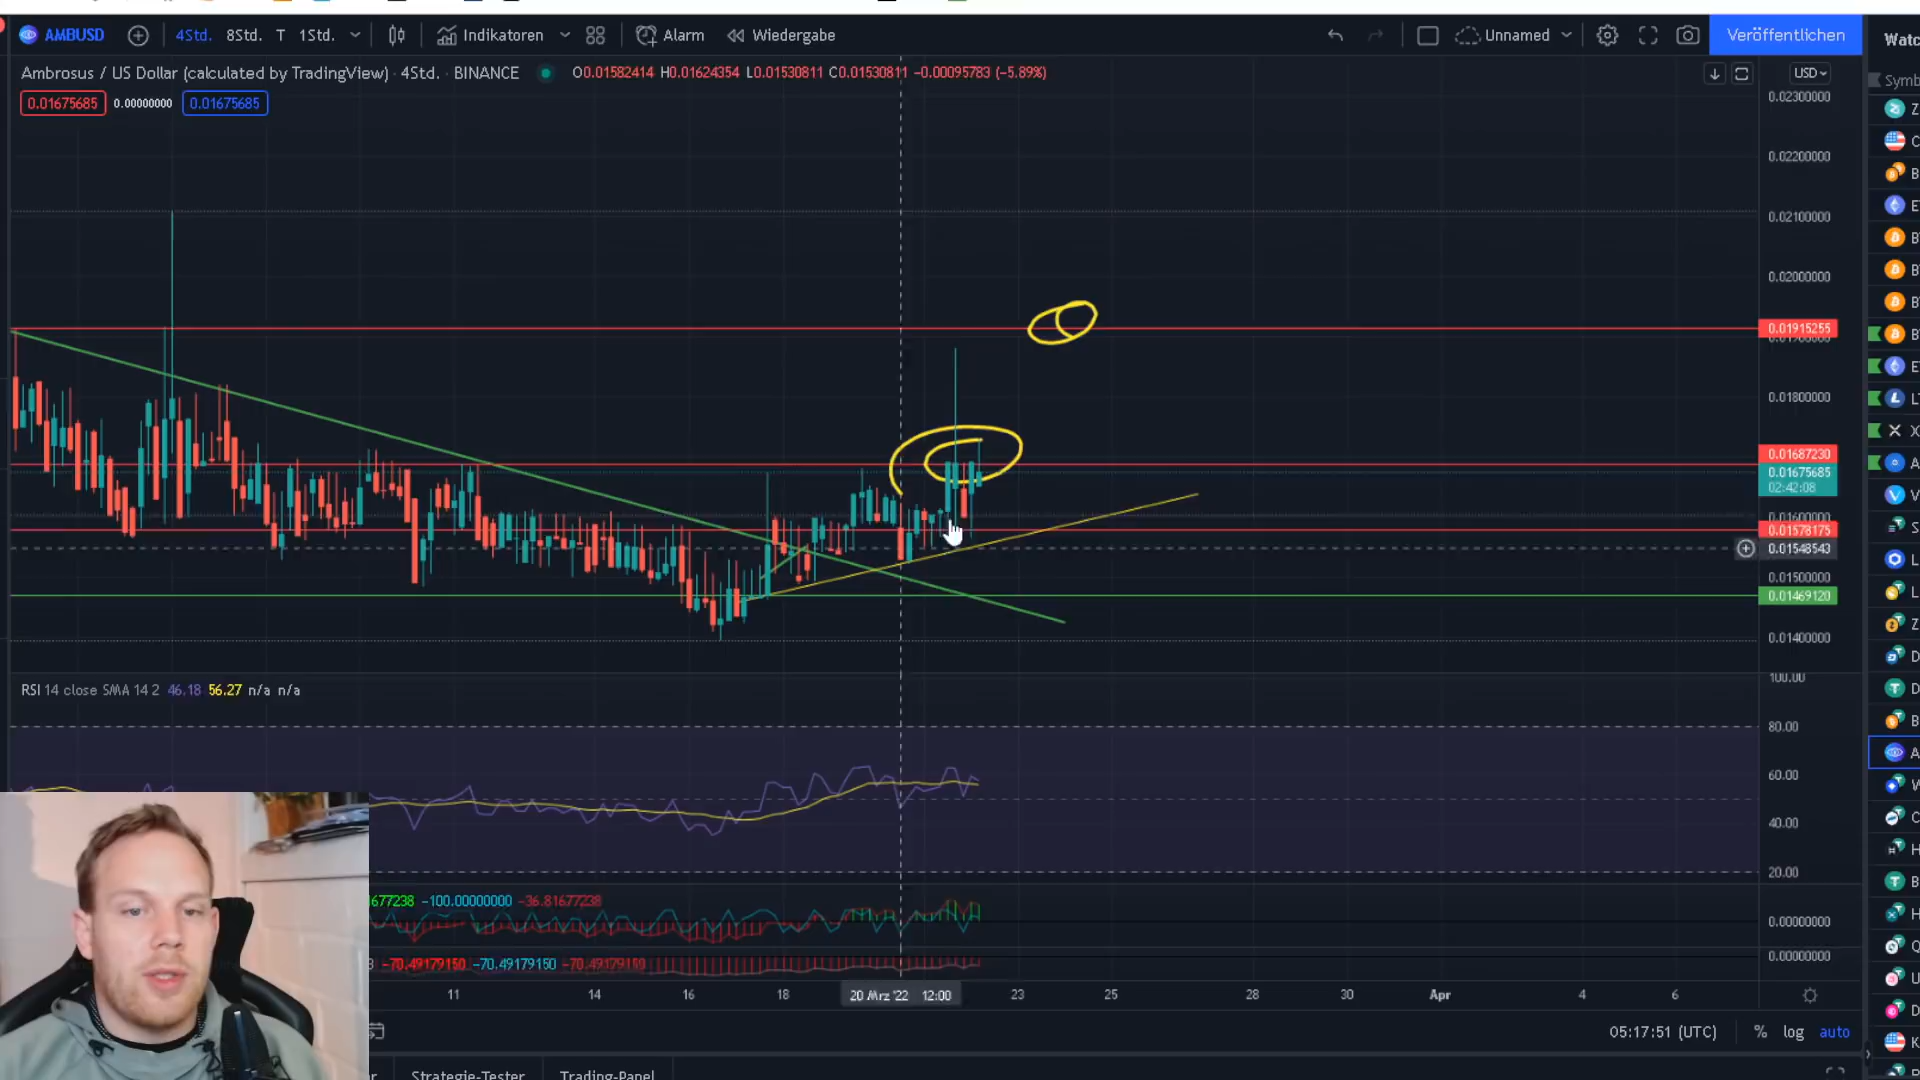 AMBUSD 4Std. 8Std. T 1Std. Indikatoren Alarm Wiedergabe Unnamed Veröffentlichen
Ambrosus / US Dollar (calculated by TradingView) · 4Std. · BINANCE O0.01582414 H0.01624354 L0.01530811 C0.01530811 −0.00095783 (−5.89%) USD
0.01675685 0.00000000 0.01675685
0.02300000
0.02200000
0.02100000
0.02000000
0.01915255
0.01800000
0.01687230
0.01675685
02:42:08
0.01600000
0.01578175
0.01548543
0.01500000
0.01469120
0.01400000
RSI 14 close SMA 14 2 46.18 56.27 n/a n/a
100.00
80.00
60.00
40.00
20.00
677238 −100.00000000 −36.81677238
0.00000000
−70.49179150 −70.49179150 −70.49179150
0.00000000
11 14 16 18 20 Mrz '22 12:00 23 25 28 30 Apr 4 6
05:17:51 (UTC) % log auto
Strategie-Tester Trading-Panel